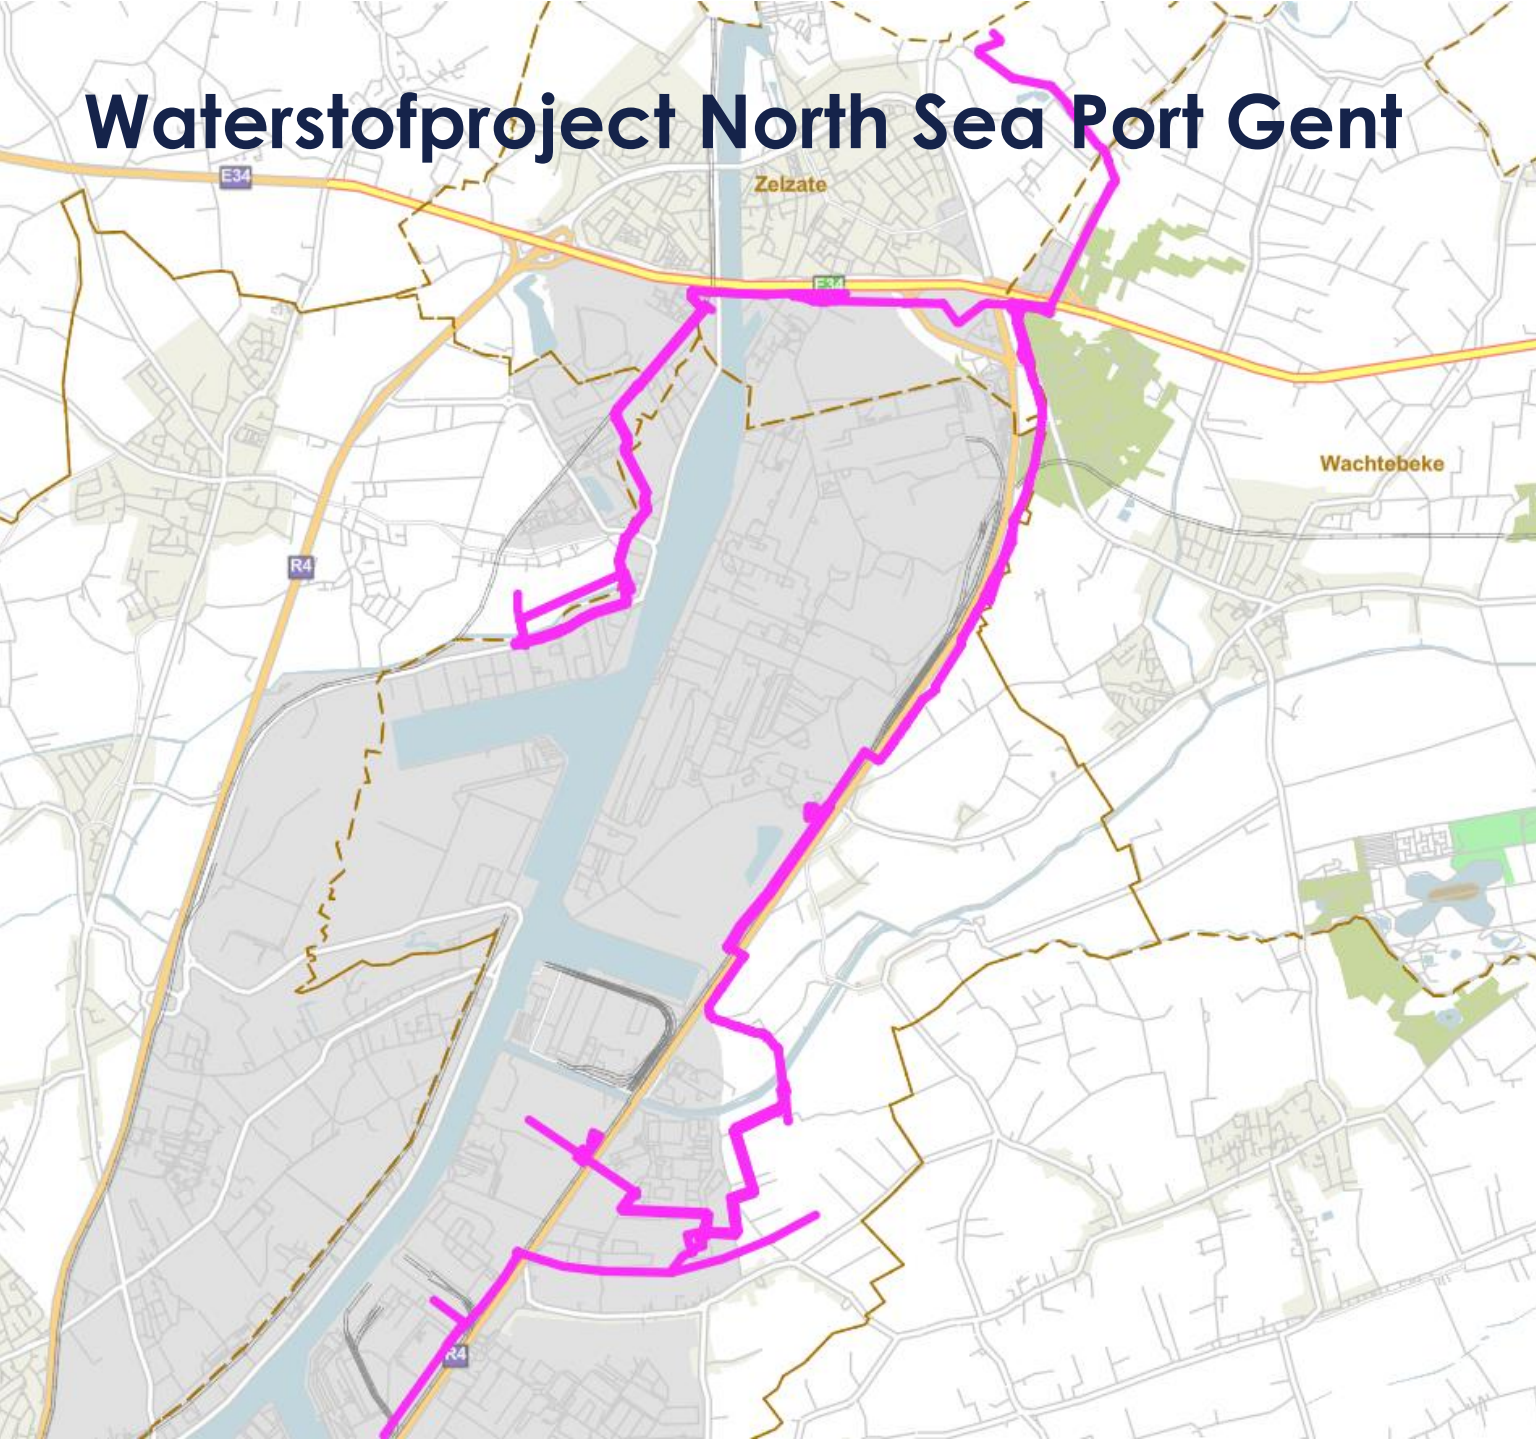 Waterstofproject North Sea Port Gent
E34
Zelzate
E34
Wachtebeke
R4
R4